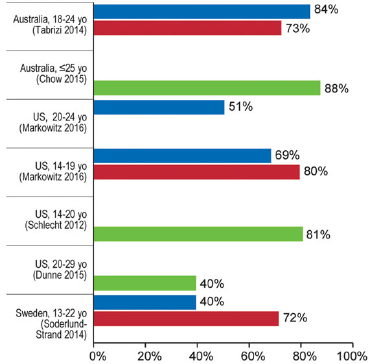 Australia, 18-24 yo
(Tabrizi 2014)
84%
73%
Australia, ≤25 yo
(Chow 2015)
88%
US, 20-24 yo
(Markowitz 2016)
51%
US, 14-19 yo
(Markowitz 2016)
69%
80%
US, 14-20 yo
(Schlecht 2012)
81%
US, 20-29 yo
(Dunne 2015)
40%
Sweden, 13-22 yo
(Soderlund-
Strand 2014)
40%
72%
0% 20% 40% 60% 80% 100%